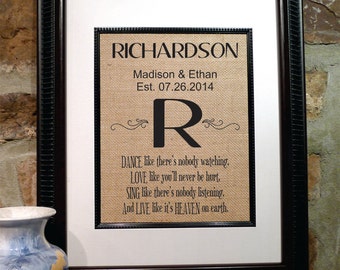 RICHARDSON
Madison & Ethan
Est. 07.26.2014
R
DANCE like there's nobody watching,
LOVE like you'll never be hurt,
SING like there's nobody listening,
And LIVE like it's HEAVEN on earth.